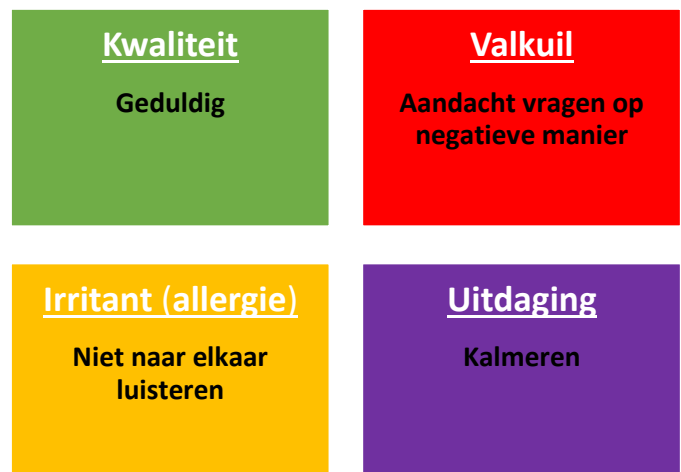 Kwaliteit
Geduldig
Valkuil
Aandacht vragen op
negatieve manier
Irritant (allergie)
Niet naar elkaar
luisteren
Uitdaging
Kalmeren